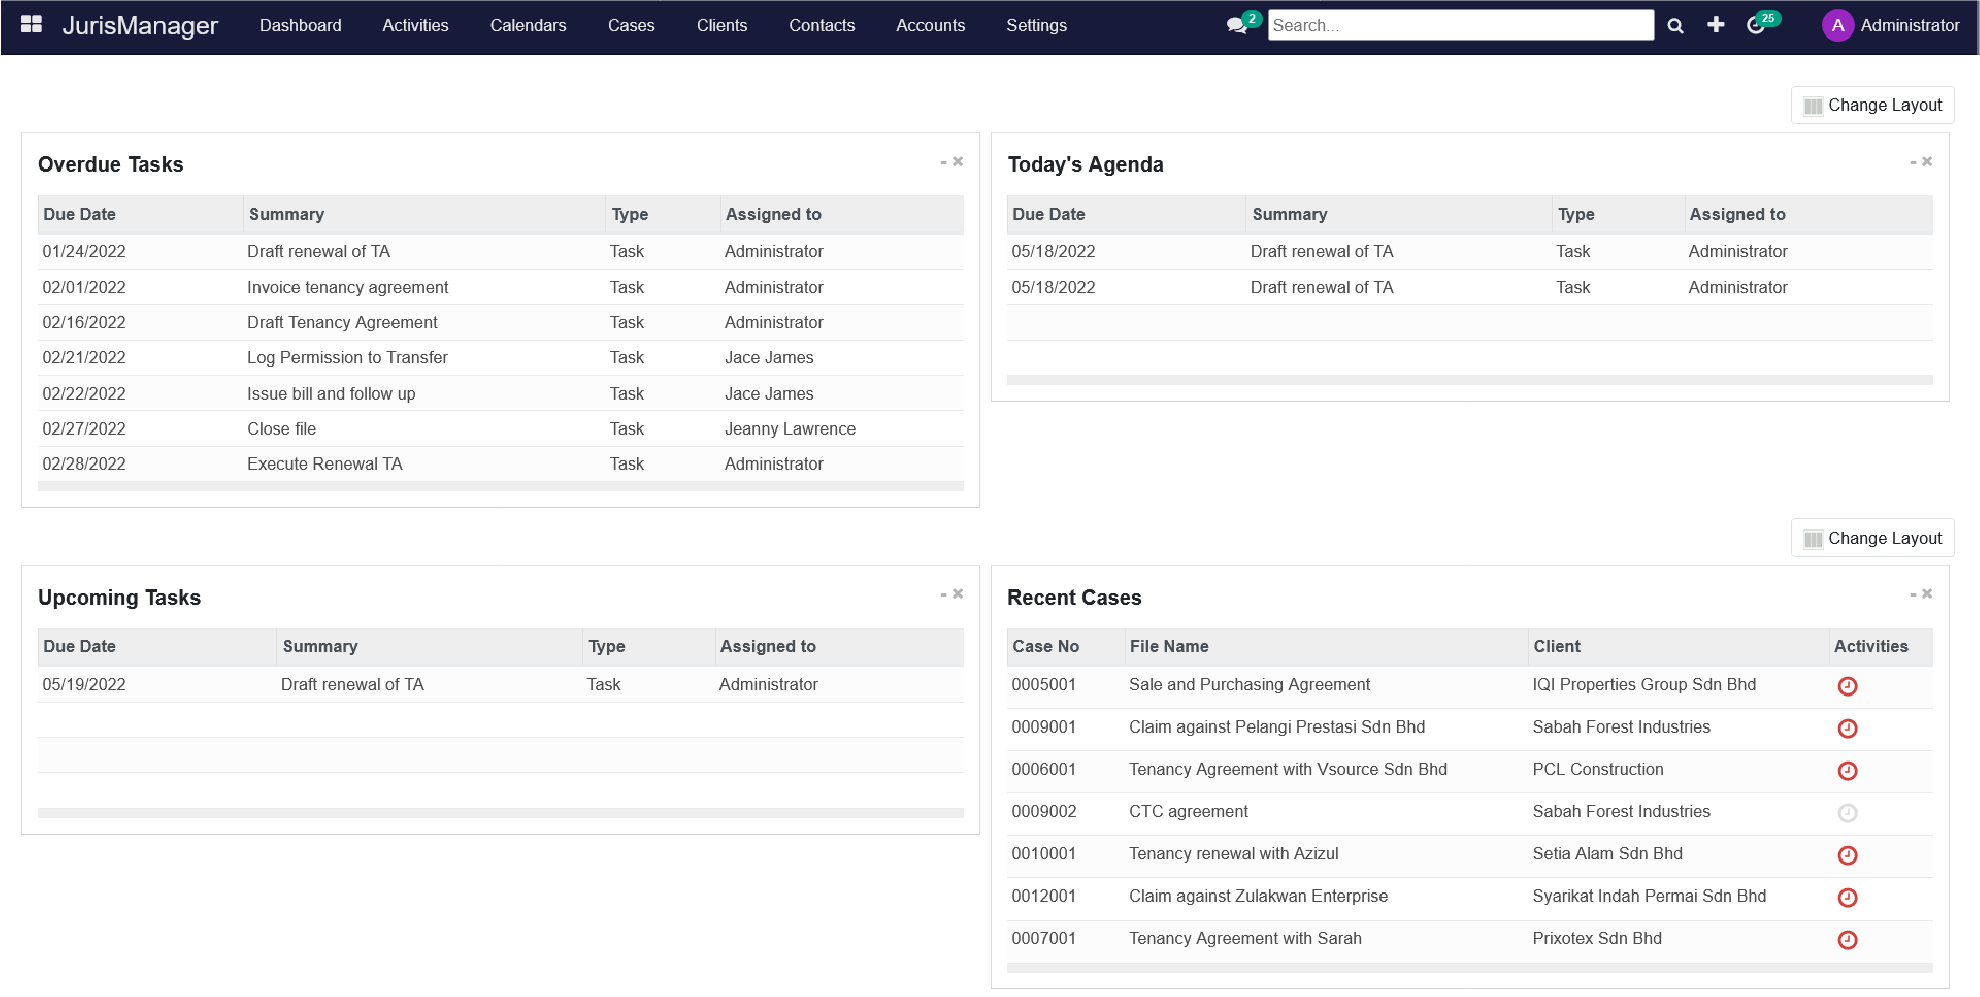 JurisManager Dashboard Activities Calendars Cases Clients Contacts Accounts Settings 2 Search... 25 A Administrator
Change Layout
Overdue Tasks
Due Date Summary Type Assigned to
01/24/2022 Draft renewal of TA Task Administrator
02/01/2022 Invoice tenancy agreement Task Administrator
02/16/2022 Draft Tenancy Agreement Task Administrator
02/21/2022 Log Permission to Transfer Task Jace James
02/22/2022 Issue bill and follow up Task Jace James
02/27/2022 Close file Task Jeanny Lawrence
02/28/2022 Execute Renewal TA Task Administrator
Today's Agenda
Due Date Summary Type Assigned to
05/18/2022 Draft renewal of TA Task Administrator
05/18/2022 Draft renewal of TA Task Administrator
Change Layout
Upcoming Tasks
Due Date Summary Type Assigned to
05/19/2022 Draft renewal of TA Task Administrator
Recent Cases
Case No File Name Client Activities
0005001 Sale and Purchasing Agreement IQI Properties Group Sdn Bhd
0009001 Claim against Pelangi Prestasi Sdn Bhd Sabah Forest Industries
0006001 Tenancy Agreement with Vsource Sdn Bhd PCL Construction
0009002 CTC agreement Sabah Forest Industries
0010001 Tenancy renewal with Azizul Setia Alam Sdn Bhd
0012001 Claim against Zulakwan Enterprise Syarikat Indah Permai Sdn Bhd
0007001 Tenancy Agreement with Sarah Prixotex Sdn Bhd